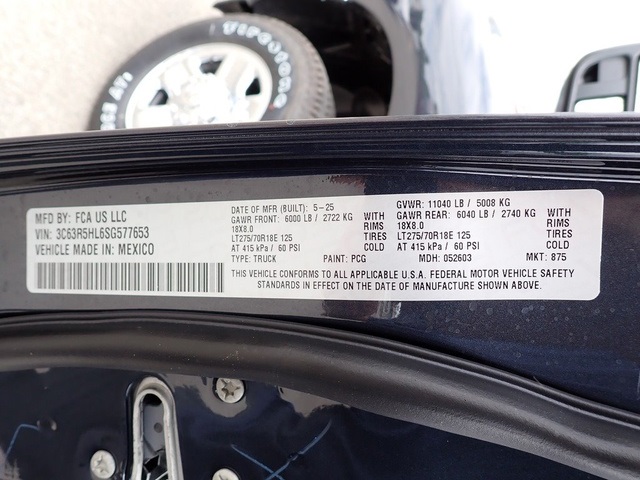 Firestone
MFD BY: FCA US LLC
VIN: 3C63R5HL6SG577653
VEHICLE MADE IN: MEXICO
DATE OF MFR (BUILT): 5-25
GAWR FRONT: 6000 LB / 2722 KG WITH
18X8.0 RIMS
LT275/70R18E 125 TIRES
AT 415 kPa / 60 PSI COLD
TYPE: TRUCK PAINT: PCG
GVWR: 11040 LB / 5008 KG
GAWR REAR: 6040 LB / 2740 KG WITH
18X8.0 RIMS
LT275/70R18E 125 TIRES
AT 415 kPa / 60 PSI COLD
MDH: 052603 MKT: 875
THIS VEHICLE CONFORMS TO ALL APPLICABLE U.S.A. FEDERAL MOTOR VEHICLE SAFETY
STANDARDS IN EFFECT ON THE DATE OF MANUFACTURE SHOWN ABOVE.